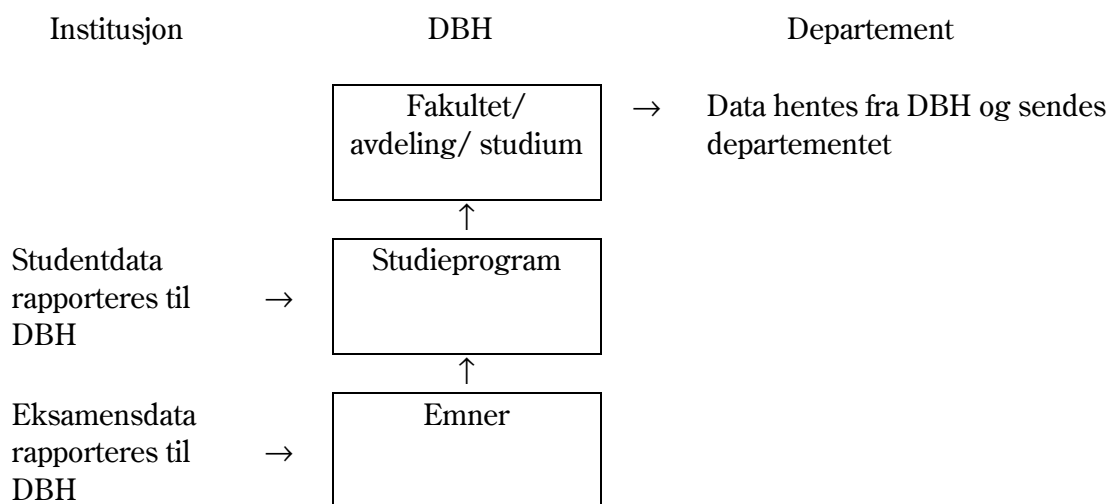 Institusjon DBH Departement
Fakultet/ → Data hentes fra DBH og sendes
avdeling/ studium departementet
↑
Studentdata Studieprogram
rapporteres til →
DBH
↑
Eksamensdata Emner
rapporteres til →
DBH